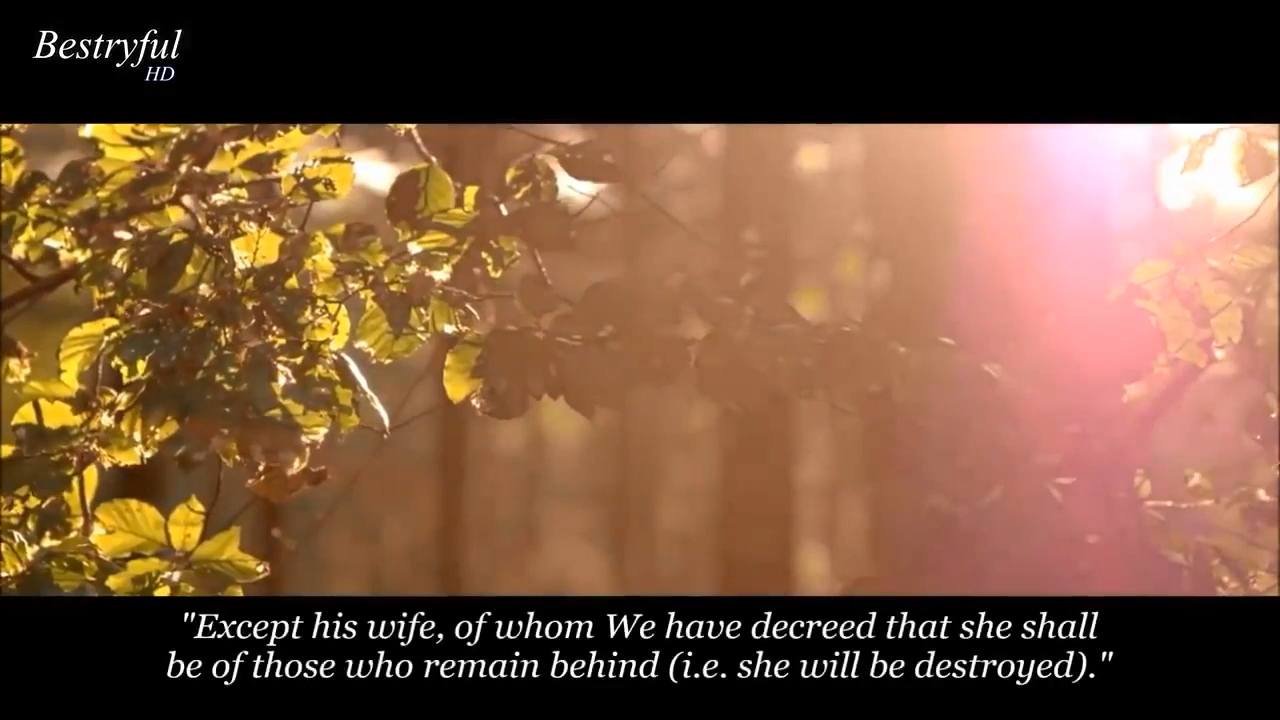 Bestryful
HD
"Except his wife, of whom We have decreed that she shall
be of those who remain behind (i.e. she will be destroyed)."